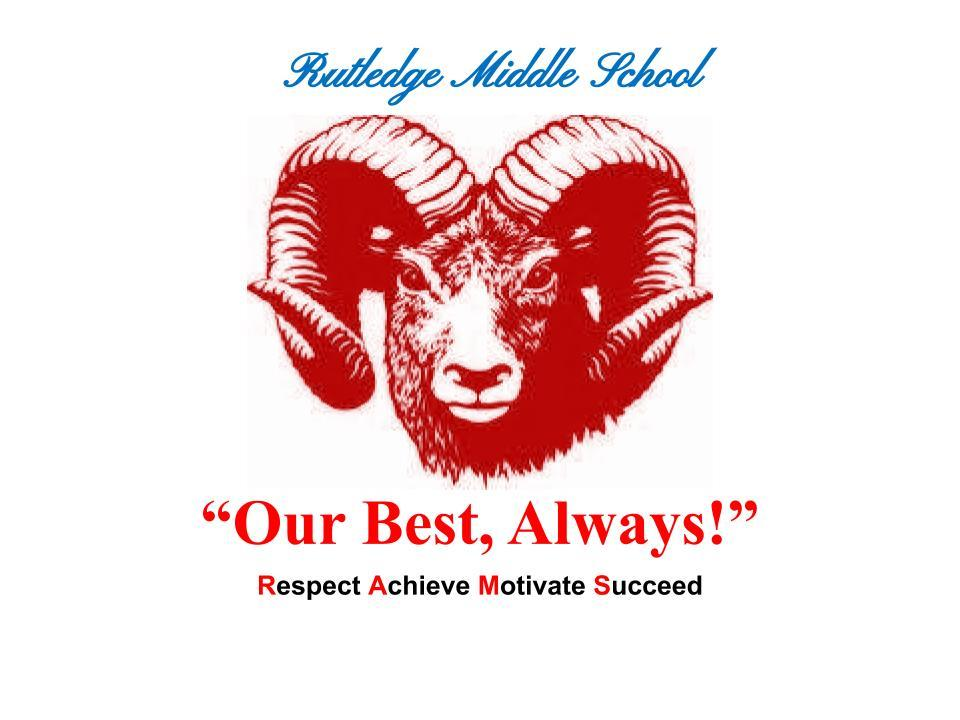 Rutledge Middle School
“Our Best, Always!”
Respect Achieve Motivate Succeed